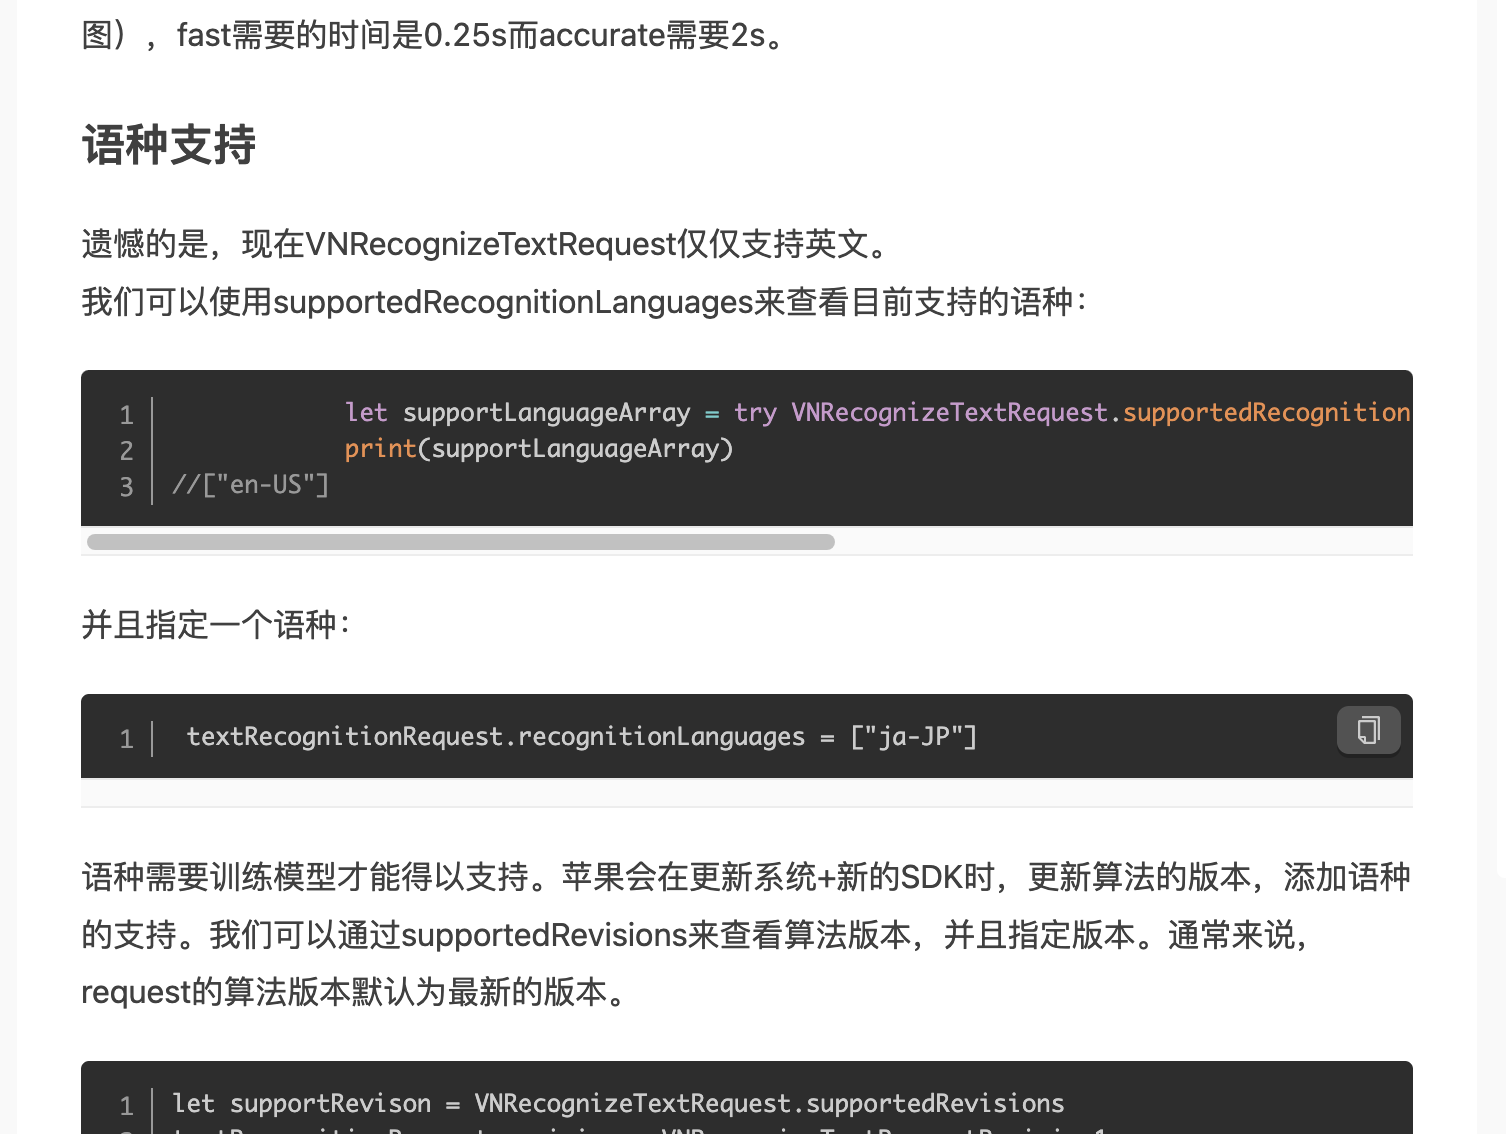 图），fast需要的时间是0.25s而accurate需要2s。
语种支持
遗憾的是，现在VNRecognizeTextRequest仅仅支持英文。
我们可以使用supportedRecognitionLanguages来查看目前支持的语种：
1 let supportLanguageArray = try VNRecognizeTextRequest.supportedRecognition
2 print(supportLanguageArray)
3 //["en-US"]
并且指定一个语种：
1 textRecognitionRequest.recognitionLanguages = ["ja-JP"]
语种需要训练模型才能得以支持。苹果会在更新系统+新的SDK时，更新算法的版本，添加语种
的支持。我们可以通过supportedRevisions来查看算法版本，并且指定版本。通常来说，
request的算法版本默认为最新的版本。
1 let supportRevison = VNRecognizeTextRequest.supportedRevisions